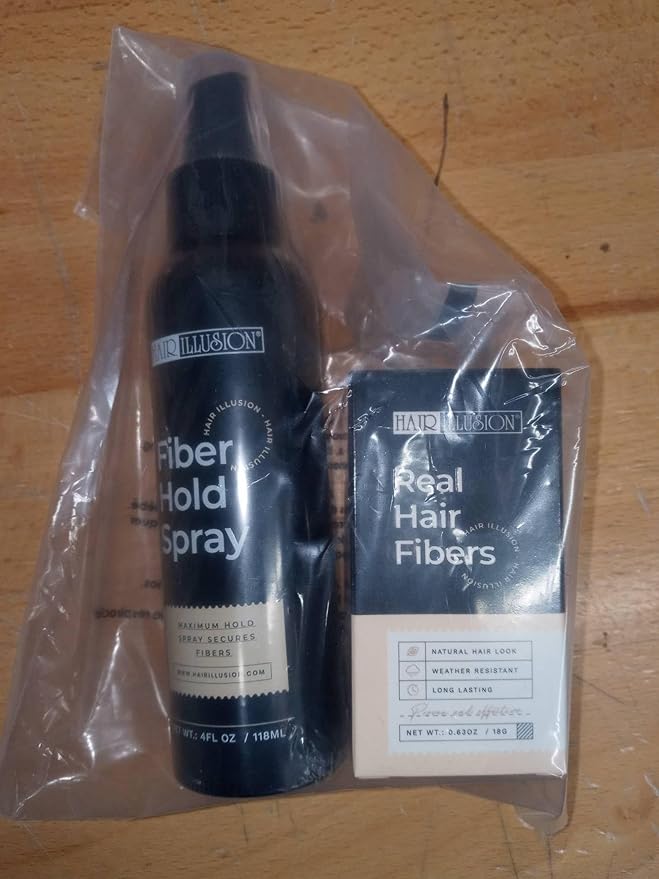 HAIR ILLUSION®
HAIR ILLUSION · HAIR ILLUSION
Fiber
Hold
Spray
MAXIMUM HOLD
SPRAY SECURES
FIBERS
WWW.HAIRILLUSION.COM
NET WT.: 4FL OZ / 118ML
HAIR ILLUSION®
Real
Hair
Fibers
HAIR ILLUSION · HAIR ILLUSION
NATURAL HAIR LOOK
WEATHER RESISTANT
LONG LASTING
NET WT.: 0.63OZ / 18G